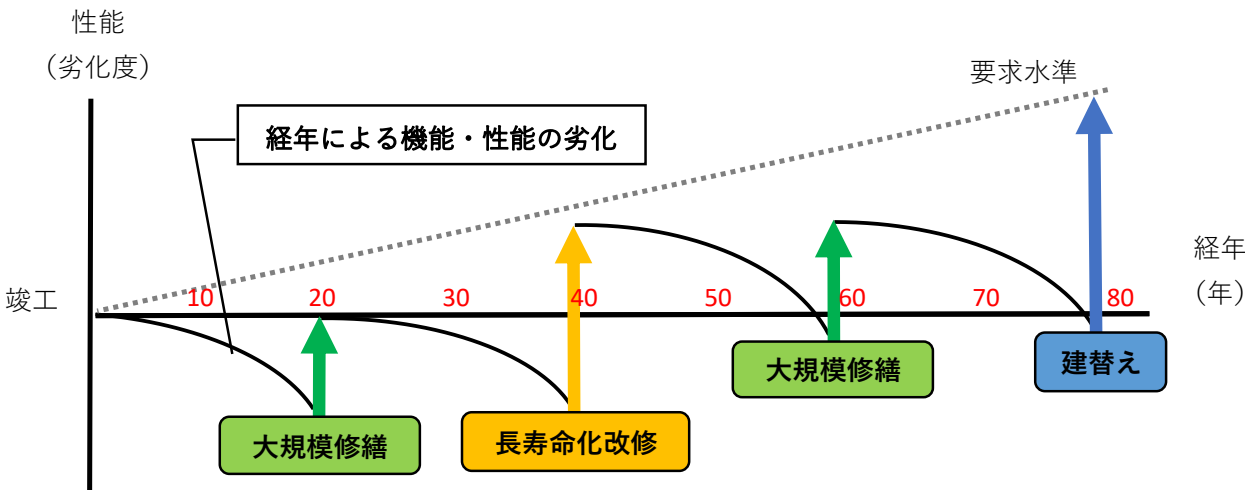 性能
（劣化度）
要求水準
経年による機能・性能の劣化
経年
（年）
竣工
10
20
30
40
50
60
70
80
大規模修繕
建替え
大規模修繕
長寿命化改修